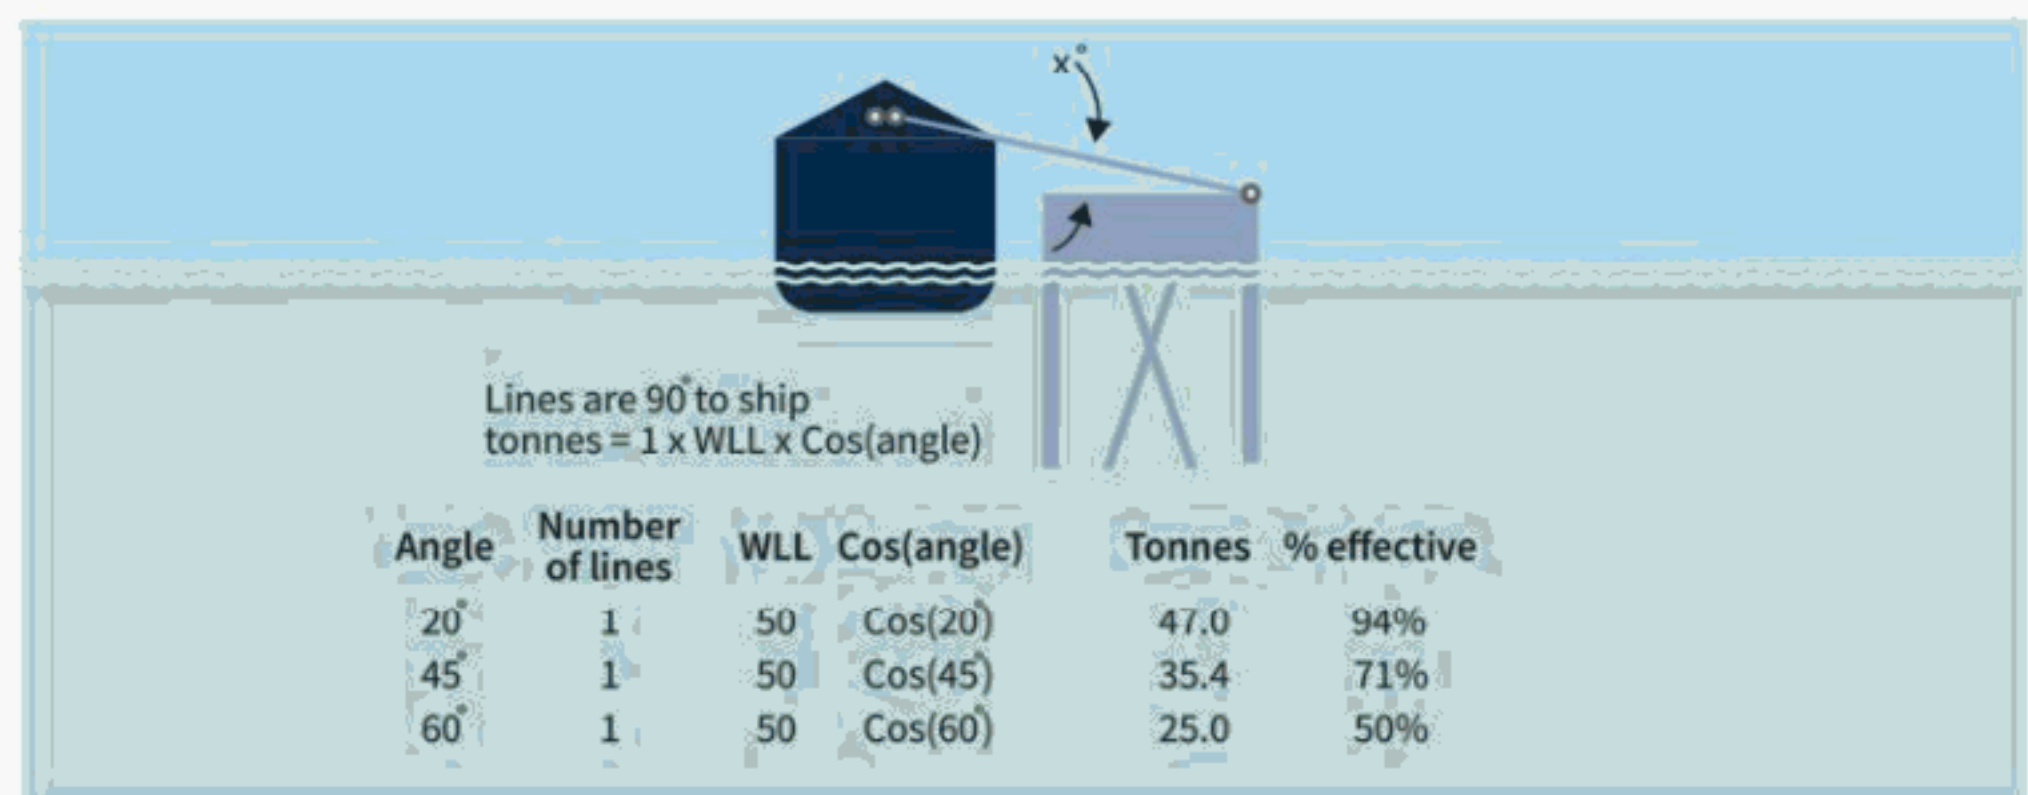 x°
Lines are 90° to ship
tonnes = 1 x WLL x Cos(angle)
Angle Number of lines WLL Cos(angle) Tonnes % effective
20° 1 50 Cos(20°) 47.0 94%
45° 1 50 Cos(45°) 35.4 71%
60° 1 50 Cos(60°) 25.0 50%